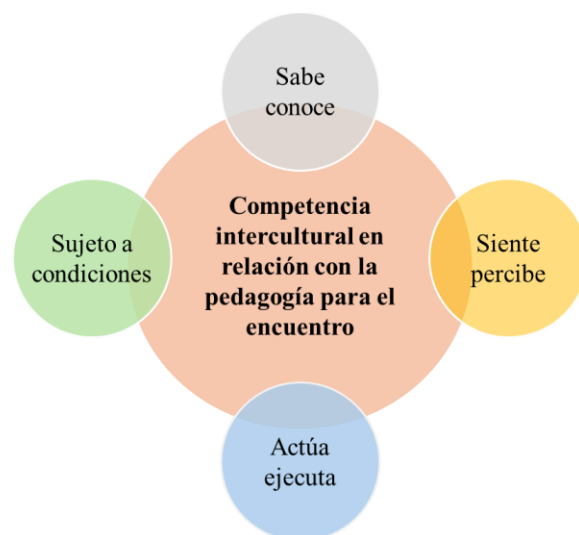 Sabe
conoce
Competencia
intercultural en
relación con la
pedagogía para el
encuentro
Sujeto a
condiciones
Siente
percibe
Actúa
ejecuta